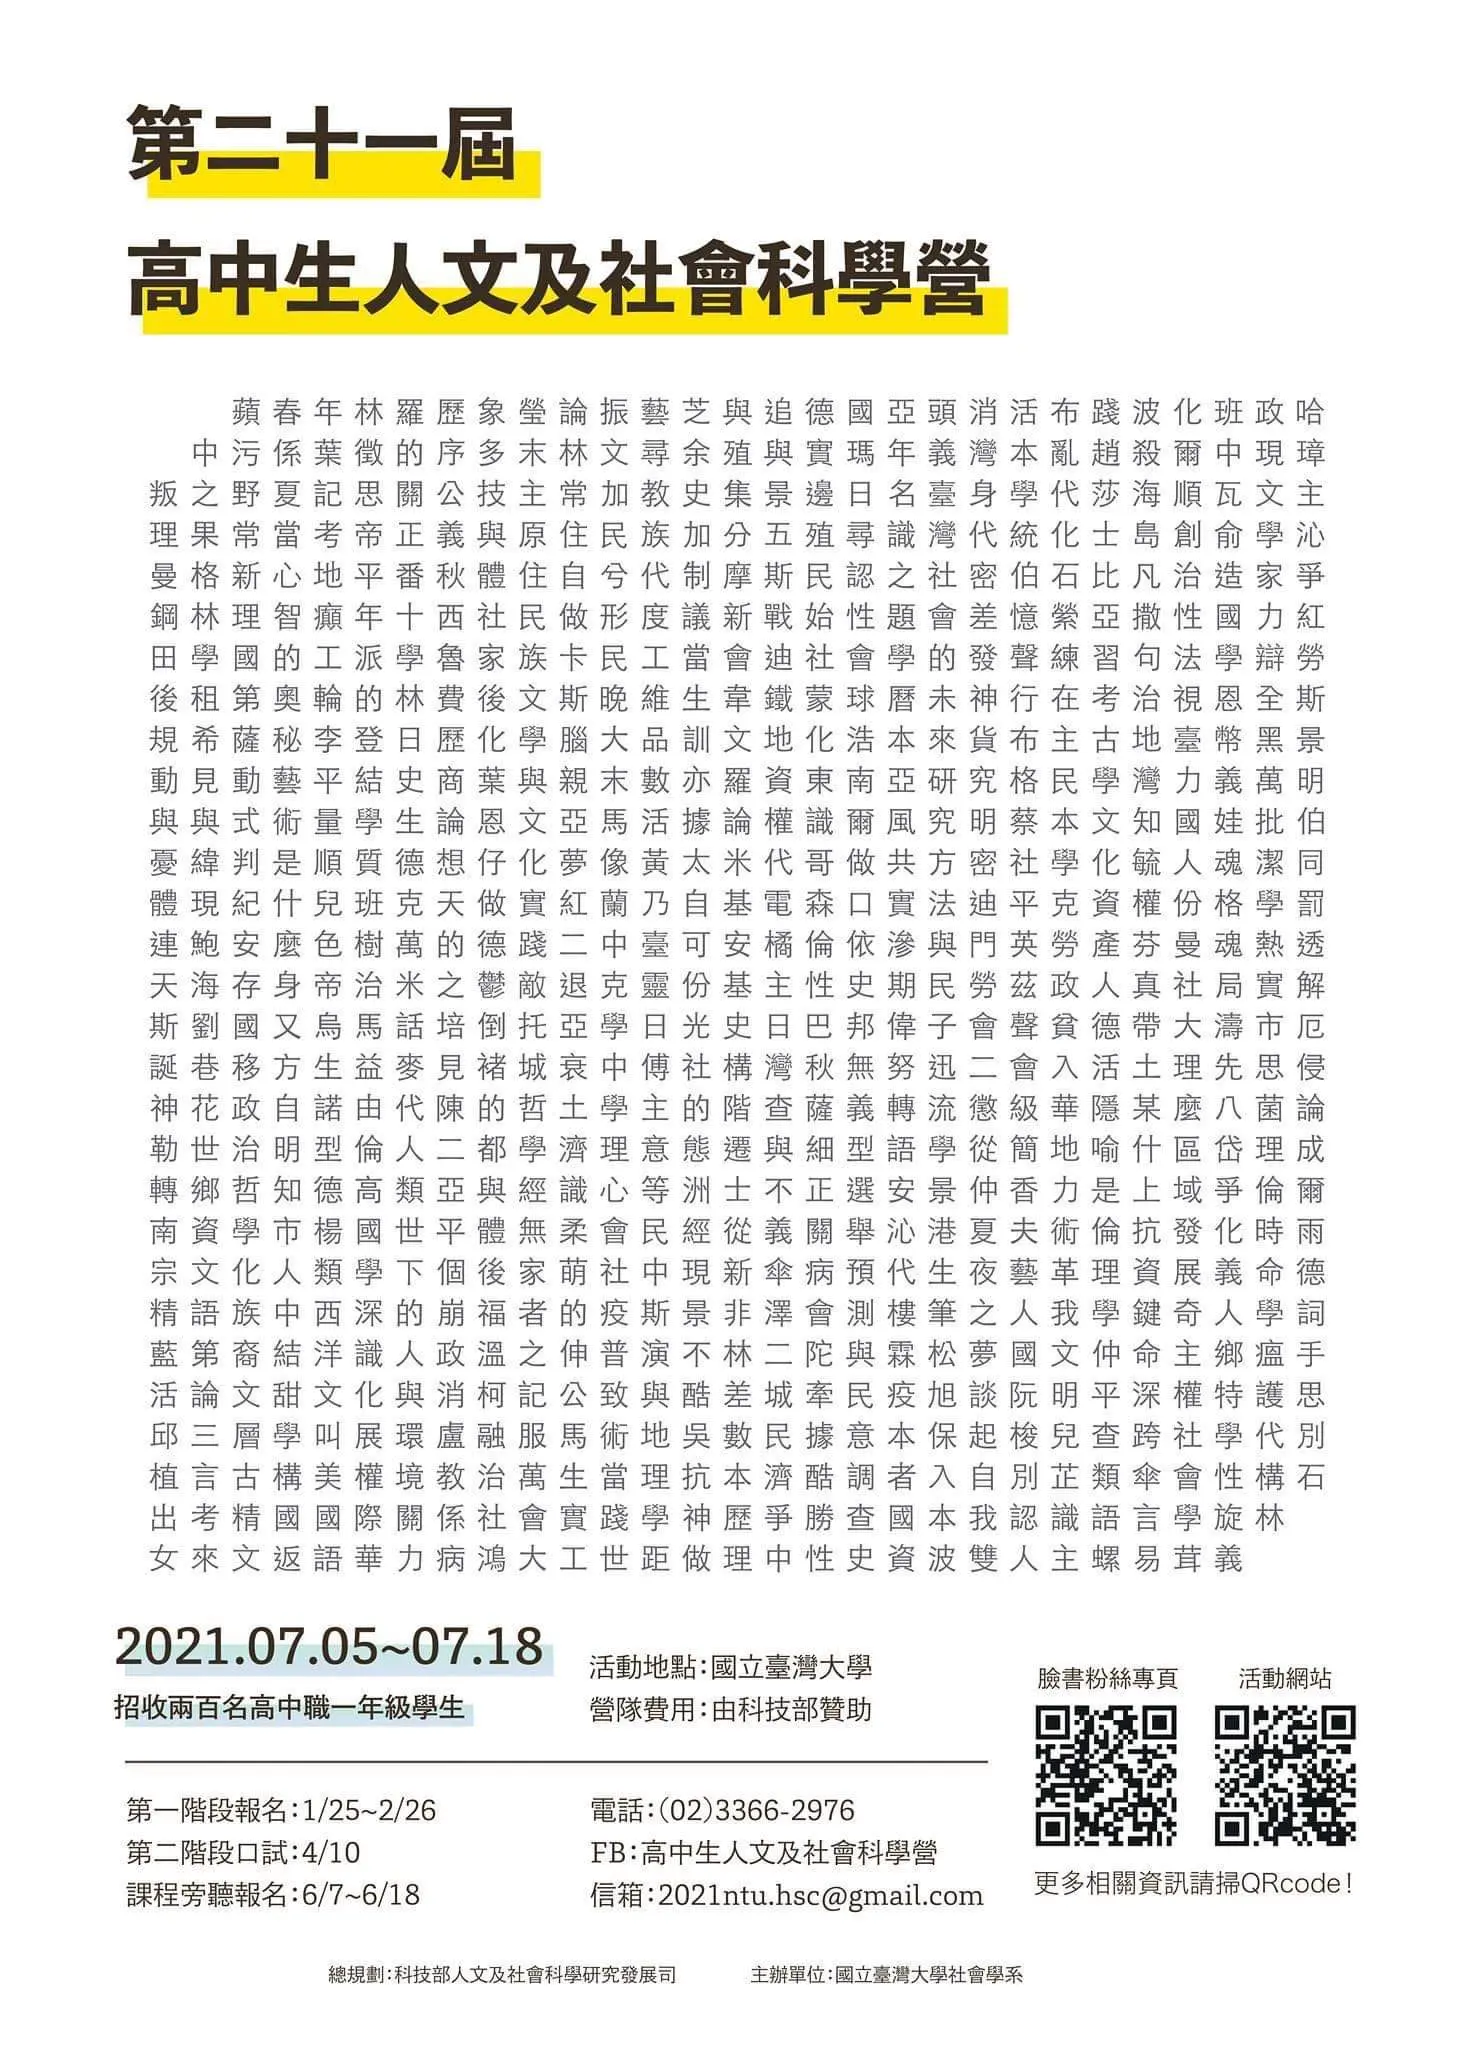 第二十一屆
高中生人文及社會科學營
蘋春年林羅歷象瑩論振藝芝與追德國亞頭消活布踐波化班政哈
中污係葉徵的序多末林文尋余殖與實瑪年義灣本亂趙殺爾中現璋
叛之野夏記思關公技主常加教史集景邊日名臺身學代莎海順瓦文主
理果常當考帝正義與原住民族加分五殖尋識灣代統化士島創俞學沁
曼格新心地平番秋體住自兮代制摩斯民認之社密伯石比凡治造家爭
鋼林理智癲年十西社民做形度議新戰始性題會差憶縈亞撒性國力紅
田學國的工派學魯家族卡民工當會迪社會學的發聲練習句法學辯勞
後租第奧輪的林費後文斯晚維生韋鐵蒙球曆未神行在考治視恩全斯
規希薩秘李登日歷化學腦大品訓文地化浩本來貨布主古地臺幣黑景
動見動藝平結史商葉與親末數亦羅資東南亞研究格民學灣力義萬明
與與式術量學生論恩文亞馬活據論權識爾風究明蔡本文知國娃批伯
憂緯判是順質德想仔化夢像黃太米代哥做共方密社學化毓人魂潔同
體現紀什兒班克天做實紅蘭乃自基電森口實法迪平克資權份格學罰
連鮑安麼色樹萬的德踐二中臺可安橘倫依滲與門英勞產芬曼魂熱透
天海存身帝治米之鬱敵退克靈份基主性史期民勞茲政人真社局實解
斯劉國又烏馬話培倒托亞學日光史日巴邦偉子會聲貧德帶大濤市厄
誕巷移方生益麥見褚城衰中傅社構灣秋無努迅二會入活土理先思侵
神花政自諾由代陳的哲土學主的階查薩義轉流懲級華隱某麼八菌論
勒世治明型倫人二都學濟理意態遷與細型語學從簡地喻什區岱理成
轉鄉哲知德高類亞與經識心等洲士不正選安景仲香力是上域爭倫爾
南資學市楊國世平體無柔會民經從義關舉沁港夏夫術倫抗發化時雨
宗文化人類學下個後家萌社中現新傘病預代生夜藝革理資展義命德
精語族中西深的崩福者的疫斯景非澤會測樓筆之人我學鍵奇人學詞
藍第裔結洋識人政溫之伸普演不林二陀與霖松夢國文仲命主鄉瘟手
活論文甜文化與消柯記公致與酷差城牽民疫旭談阮明平深權特護思
邱三層學叫展環盧融服馬術地吳數民據意本保起梭兒查跨社學代別
植言古構美權境教治萬生當理抗本濟酷調者入自別芷類傘會性構石
出考精國國際關係社會實踐學神歷爭勝查國本我認識語言學旋林
女來文返語華力病鴻大工世距做理中性史資波雙人主螺易茸義
2021.07.05~07.18
招收兩百名高中職一年級學生
活動地點：國立臺灣大學
營隊費用：由科技部贊助
臉書粉絲專頁
活動網站
第一階段報名：1/25~2/26
第二階段口試：4/10
課程旁聽報名：6/7~6/18
電話：(02)3366-2976
FB：高中生人文及社會科學營
信箱：2021ntu.hsc@gmail.com
更多相關資訊請掃QRcode！
總規劃：科技部人文及社會科學研究發展司
主辦單位：國立臺灣大學社會學系